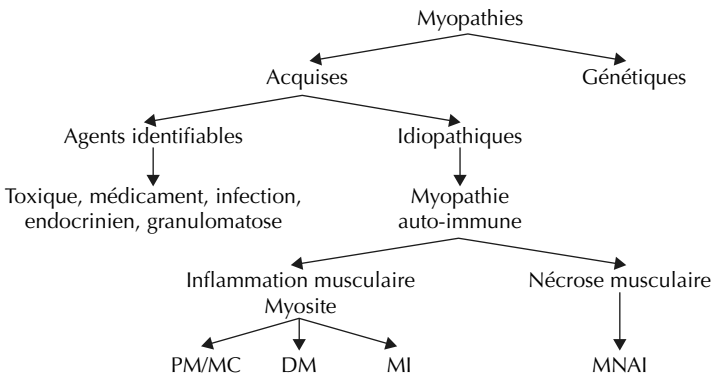 Myopathies
Acquises
Génétiques
Agents identifiables
Idiopathiques
Toxique, médicament, infection,
endocrinien, granulomatose
Myopathie
auto-immune
Inflammation musculaire
Myosite
Nécrose musculaire
PM/MC
DM
MI
MNAI